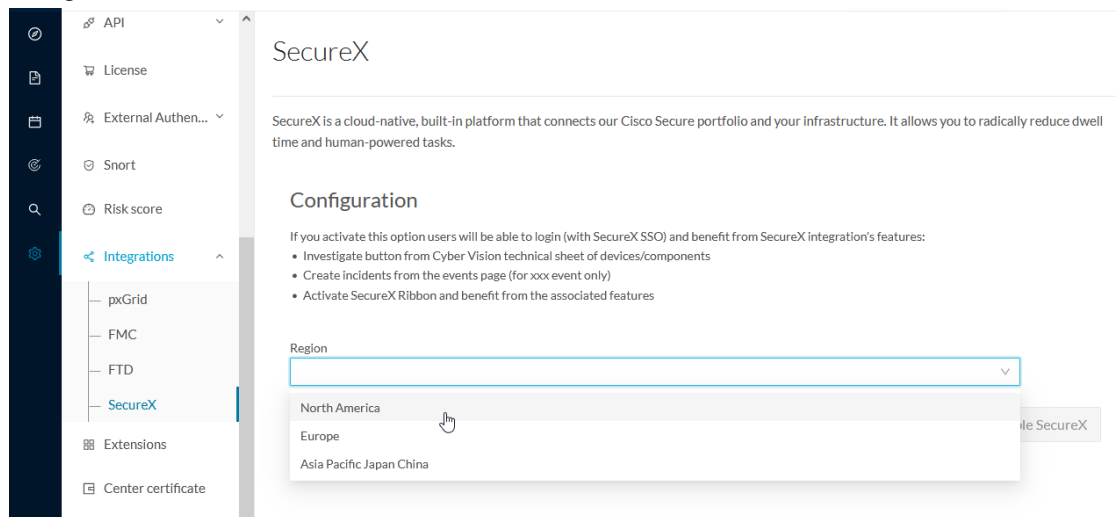 API
License
External Authen...
Snort
Risk score
Integrations
pxGrid
FMC
FTD
SecureX
Extensions
Center certificate
SecureX
SecureX is a cloud-native, built-in platform that connects our Cisco Secure portfolio and your infrastructure. It allows you to radically reduce dwell
time and human-powered tasks.
Configuration
If you activate this option users will be able to login (with SecureX SSO) and benefit from SecureX integration's features:
• Investigate button from Cyber Vision technical sheet of devices/components
• Create incidents from the events page (for xxx event only)
• Activate SecureX Ribbon and benefit from the associated features
Region
North America
Europe
Asia Pacific Japan China
SecureX